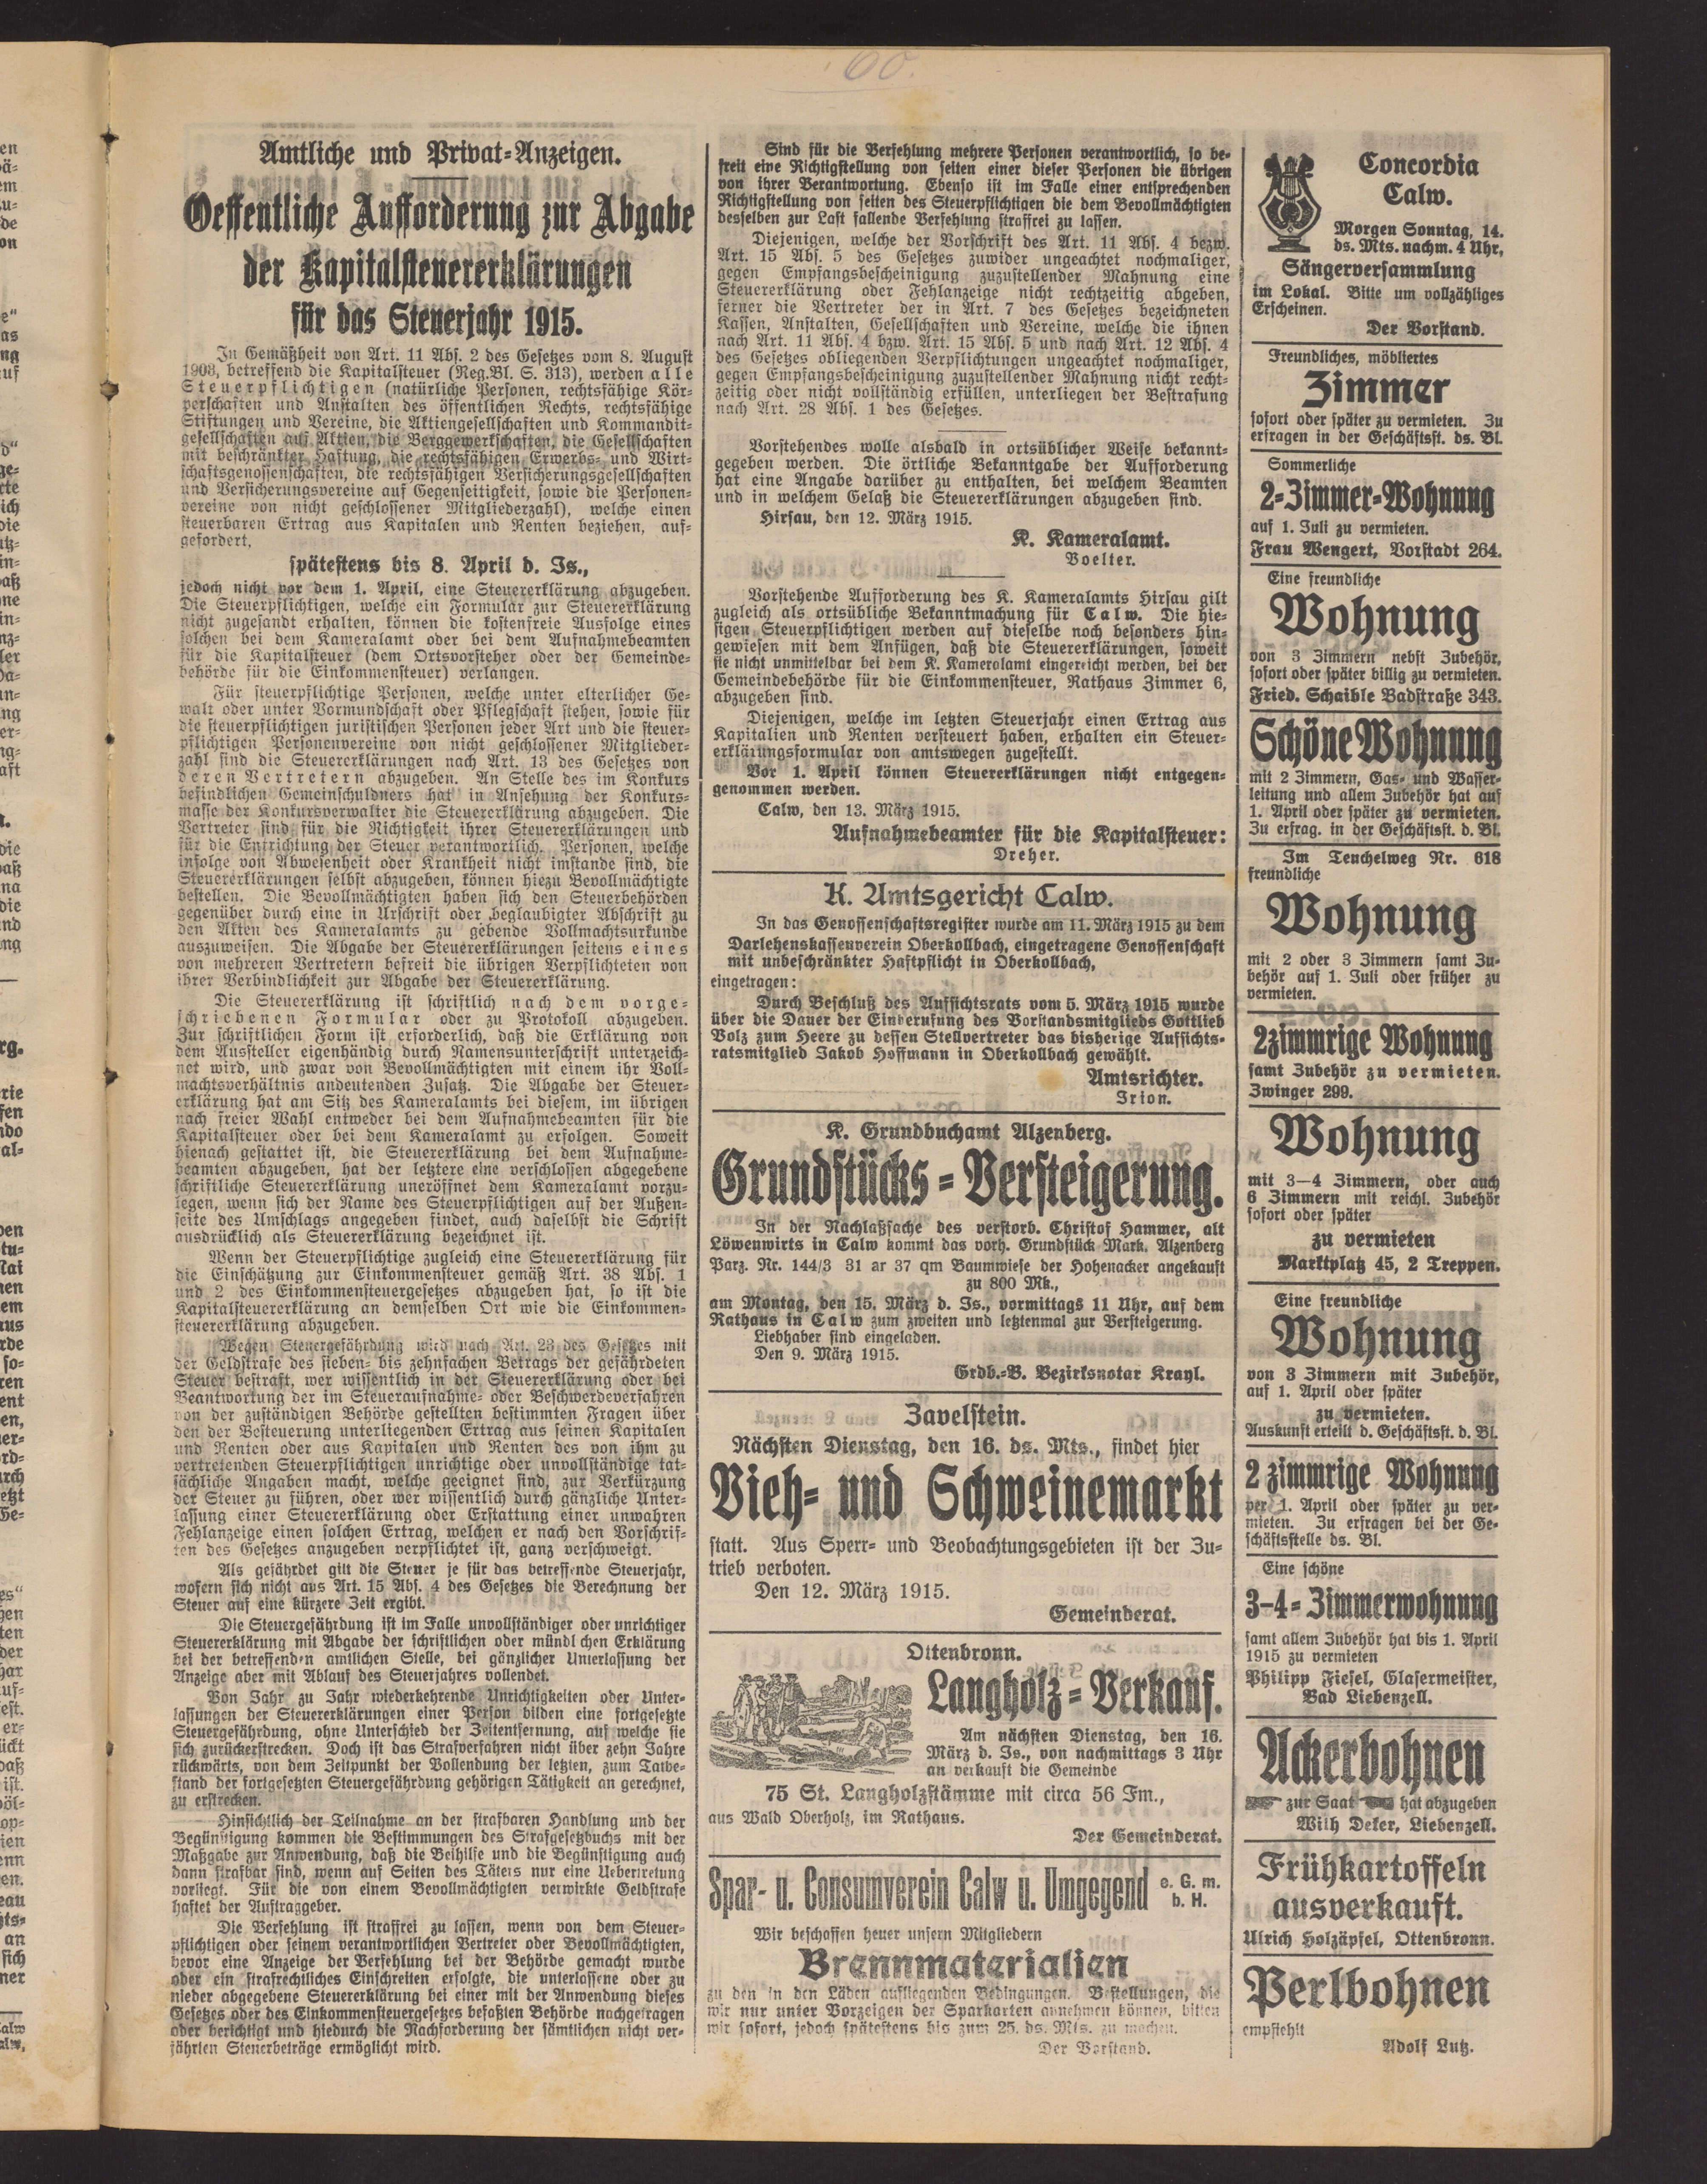 60.
Amtliche und Privat-Anzeigen.
Oeffentliche Aufforderung zur Abgabe
der Kapitalsteuererklärungen
für das Steuerjahr 1915.
In Gemäßheit von Art. 11 Abs. 2 des Gesetzes vom 8. August
1903, betreffend die Kapitalsteuer (Reg.Bl. S. 313), werden alle
Steuerpflichtigen (natürliche Personen, rechtsfähige Kör-
perschaften und Anstalten des öffentlichen Rechts, rechtsfähige
Stiftungen und Vereine, die Aktiengesellschaften und Kommandit-
gesellschaften auf Aktien, die Berggewerkschaften, die Gesellschaften
mit beschränkter Haftung, die rechtsfähigen Erwerbs- und Wirt-
schaftsgenossenschaften, die rechtsfähigen Versicherungsgesellschaften
und Versicherungsvereine auf Gegenseitigkeit, sowie die Personen-
vereine von nicht geschlossener Mitgliederzahl), welche einen
steuerbaren Ertrag aus Kapitalen und Renten beziehen, auf-
gefordert,
spätestens bis 8. April d. Is.,
jedoch nicht vor dem 1. April, eine Steuererklärung abzugeben.
Die Steuerpflichtigen, welche ein Formular zur Steuererklärung
nicht zugesandt erhalten, können die kostenfreie Ausfolge eines
solchen bei dem Kameralamt oder bei dem Aufnahmebeamten
für die Kapitalsteuer (dem Ortsvorsteher oder der Gemeinde-
behörde für die Einkommensteuer) verlangen.
Für steuerpflichtige Personen, welche unter elterlicher Ge-
walt oder unter Vormundschaft oder Pflegschaft stehen, sowie für
die steuerpflichtigen juristischen Personen jeder Art und die steuer-
pflichtigen Personenvereine von nicht geschlossener Mitglieder-
zahl sind die Steuererklärungen nach Art. 13 des Gesetzes von
deren Vertretern abzugeben. An Stelle des im Konkurs
befindlichen Gemeinschuldners hat in Ansehung der Konkurs-
masse der Konkursverwalter die Steuererklärung abzugeben. Die
Vertreter sind für die Richtigkeit ihrer Steuererklärungen und
für die Entrichtung der Steuer verantwortlich. Personen, welche
infolge von Abwesenheit oder Krankheit nicht imstande sind, die
Steuererklärungen selbst abzugeben, können hiezu Bevollmächtigte
bestellen. Die Bevollmächtigten haben sich den Steuerbehörden
gegenüber durch eine in Urschrift oder beglaubigter Abschrift zu
den Akten des Kameralamts zu gebende Vollmachtsurkunde
auszuweisen. Die Abgabe der Steuererklärungen seitens eines
von mehreren Vertretern befreit die übrigen Verpflichteten von
ihrer Verbindlichkeit zur Abgabe der Steuererklärung.
Die Steuererklärung ist schriftlich nach dem vorge-
schriebenen Formular oder zu Protokoll abzugeben.
Zur schriftlichen Form ist erforderlich, daß die Erklärung von
dem Aussteller eigenhändig durch Namensunterschrift unterzeich-
net wird, und zwar von Bevollmächtigten mit einem ihr Voll-
machtsverhältnis andeutenden Zusatz. Die Abgabe der Steuer-
erklärung hat am Sitz des Kameralamts bei diesem, im übrigen
nach freier Wahl entweder bei dem Aufnahmebeamten für die
Kapitalsteuer oder bei dem Kameralamt zu erfolgen. Soweit
hienach gestattet ist, die Steuererklärung bei dem Aufnahme-
beamten abzugeben, hat der letztere eine verschlossen abgegebene
schriftliche Steuererklärung uneröffnet dem Kameralamt vorzu-
legen, wenn sich der Name des Steuerpflichtigen auf der Außen-
seite des Umschlags angegeben findet, auch daselbst die Schrift
ausdrücklich als Steuererklärung bezeichnet ist.
Wenn der Steuerpflichtige zugleich eine Steuererklärung für
die Einschätzung zur Einkommensteuer gemäß Art. 38 Abs. 1
und 2 des Einkommensteuergesetzes abzugeben hat, so ist die
Kapitalsteuererklärung an demselben Ort wie die Einkommen-
steuererklärung abzugeben.
Wegen Steuergefährdung wird nach Art. 23 des Gesetzes mit
der Geldstrafe des sieben- bis zehnfachen Betrags der gefährdeten
Steuer bestraft, wer wissentlich in der Steuererklärung oder bei
Beantwortung der im Steueraufnahme- oder Beschwerdeverfahren
von der zuständigen Behörde gestellten bestimmten Fragen über
den der Besteuerung unterliegenden Ertrag aus seinen Kapitalen
und Renten oder aus Kapitalen und Renten des von ihm zu
vertretenden Steuerpflichtigen unrichtige oder unvollständige tat-
sächliche Angaben macht, welche geeignet sind, zur Verkürzung
der Steuer zu führen, oder wer wissentlich durch gänzliche Unter-
lassung einer Steuererklärung oder Erstattung einer unwahren
Fehlanzeige einen solchen Ertrag, welchen er nach den Vorschrif-
ten des Gesetzes anzugeben verpflichtet ist, ganz verschweigt.
Als gefährdet gilt die Steuer je für das betreffende Steuerjahr,
wofern sich nicht aus Art. 15 Abs. 4 des Gesetzes die Berechnung der
Steuer auf eine kürzere Zeit ergibt.
Die Steuergefährdung ist im Falle unvollständiger oder unrichtiger
Steuererklärung mit Abgabe der schriftlichen oder mündl chen Erklärung
bei der betreffenden amtlichen Stelle, bei gänzlicher Unterlassung der
Anzeige aber mit Ablauf des Steuerjahres vollendet.
Von Jahr zu Jahr wiederkehrende Unrichtigkeiten oder Unter-
lassungen der Steuererklärungen einer Person bilden eine fortgesetzte
Steuergefährdung, ohne Unterschied der Zeitentfernung, auf welche sie
sich zurückerstrecken. Doch ist das Strafverfahren nicht über zehn Jahre
rückwärts, von dem Zeitpunkt der Vollendung der letzten, zum Tatbe-
stand der fortgesetzten Steuergefährdung gehörigen Tätigkeit an gerechnet,
zu erstrecken.
Hinsichtlich der Teilnahme an der strafbaren Handlung und der
Begünstigung kommen die Bestimmungen des Strafgesetzbuchs mit der
Maßgabe zur Anwendung, daß die Beihilfe und die Begünstigung auch
dann strafbar sind, wenn auf Seiten des Täters nur eine Uebertretung
vorliegt. Für die von einem Bevollmächtigten verwirkte Geldstrafe
haftet der Auftraggeber.
Die Verfehlung ist straffrei zu lassen, wenn von dem Steuer-
pflichtigen oder seinem verantwortlichen Vertreter oder Bevollmächtigten,
bevor eine Anzeige der Verfehlung bei der Behörde gemacht wurde
oder ein strafrechtliches Einschreiten erfolgte, die unterlassene oder zu
nieder abgegebene Steuererklärung bei einer mit der Anwendung dieses
Gesetzes oder des Einkommensteuergesetzes befaßten Behörde nachgetragen
oder berichtigt und hiedurch die Nachforderung der sämtlichen nicht ver-
jährten Steuerbeträge ermöglicht wird.
Sind für die Verfehlung mehrere Personen verantwortlich, so be-
freit eine Richtigstellung von seiten einer dieser Personen die übrigen
von ihrer Verantwortung. Ebenso ist im Falle einer entsprechenden
Richtigstellung von seiten des Steuerpflichtigen die dem Bevollmächtigten
desselben zur Last fallende Verfehlung straffrei zu lassen.
Diejenigen, welche der Vorschrift des Art. 11 Abs. 4 bezw.
Art. 15 Abs. 5 des Gesetzes zuwider ungeachtet nochmaliger,
gegen Empfangsbescheinigung zuzustellender Mahnung eine
Steuererklärung oder Fehlanzeige nicht rechtzeitig abgeben,
ferner die Vertreter der in Art. 7 des Gesetzes bezeichneten
Kassen, Anstalten, Gesellschaften und Vereine, welche die ihnen
nach Art. 11 Abs. 4 bzw. Art. 15 Abs. 5 und nach Art. 12 Abs. 4
des Gesetzes obliegenden Verpflichtungen ungeachtet nochmaliger,
gegen Empfangsbescheinigung zuzustellender Mahnung nicht recht-
zeitig oder nicht vollständig erfüllen, unterliegen der Bestrafung
nach Art. 28 Abs. 1 des Gesetzes.
Vorstehendes wolle alsbald in ortsüblicher Weise bekannt-
gegeben werden. Die örtliche Bekanntgabe der Aufforderung
hat eine Angabe darüber zu enthalten, bei welchem Beamten
und in welchem Gelaß die Steuererklärungen abzugeben sind.
Hirsau, den 12. März 1915.
K. Kameralamt.
Voelter.
Vorstehende Aufforderung des K. Kameralamts Hirsau gilt
zugleich als ortsübliche Bekanntmachung für Calw. Die hie-
sigen Steuerpflichtigen werden auf dieselbe noch besonders hin-
gewiesen mit dem Anfügen, daß die Steuererklärungen, soweit
sie nicht unmittelbar bei dem K. Kameralamt eingereicht werden, bei der
Gemeindebehörde für die Einkommensteuer, Rathaus Zimmer 6,
abzugeben sind.
Diejenigen, welche im letzten Steuerjahr einen Ertrag aus
Kapitalien und Renten versteuert haben, erhalten ein Steuer-
erklärungsformular von amtswegen zugestellt.
Vor 1. April können Steuererklärungen nicht entgegen-
genommen werden.
Calw, den 13. März 1915.
Aufnahmebeamter für die Kapitalsteuer:
Dreher.
K. Amtsgericht Calw.
In das Genossenschaftsregister wurde am 11. März 1915 zu dem
Darlehenskassenverein Oberkollbach, eingetragene Genossenschaft
mit unbeschränkter Haftpflicht in Oberkollbach,
eingetragen:
Durch Beschluß des Aufsichtsrats vom 5. März 1915 wurde
über die Dauer der Einberufung des Vorstandsmitglieds Gottlieb
Volz zum Heere zu dessen Stellvertreter das bisherige Aufsichts-
ratsmitglied Jakob Hoffmann in Oberkollbach gewählt.
Amtsrichter.
Irion.
K. Grundbuchamt Alzenberg.
Grundstücks-Versteigerung.
In der Nachlaßsache des verstorb. Christof Hammer, alt
Löwenwirts in Calw kommt das vorh. Grundstück Mark. Alzenberg
Parz. Nr. 144/3 31 ar 37 qm Baumwiese der Hohenacker angekauft
zu 800 Mk.,
am Montag, den 15. März d. Js., vormittags 11 Uhr, auf dem
Rathaus in Calw zum zweiten und letztenmal zur Versteigerung.
Liebhaber sind eingeladen.
Den 9. März 1915.
Grdb.-B. Bezirksnotar Krayl.
Zavelstein.
Nächsten Dienstag, den 16. ds. Mts., findet hier
Vieh- und Schweinemarkt
statt. Aus Sperr- und Beobachtungsgebieten ist der Zu-
trieb verboten.
Den 12. März 1915.
Gemeinderat.
Ottenbronn.
Langholz-Verkauf.
Am nächsten Dienstag, den 16.
März d. Js., von nachmittags 3 Uhr
an verkauft die Gemeinde
75 St. Langholzstämme mit circa 56 Fm.,
aus Wald Oberholz, im Rathaus.
Der Gemeinderat.
Spar- u. Consumverein Calw u. Umgegend e. G. m. b. H.
Wir beschaffen heuer unsern Mitgliedern
Brennmaterialien
zu den in den Läden aufliegenden Bedingungen. Bestellungen, die
wir nur unter Vorzeigen der Sparkarten annehmen können, bitten
wir sofort, jedoch spätestens bis zum 25. ds. Mts. zu machen.
Der Vorstand.
Concordia
Calw.
Morgen Sonntag, 14.
ds. Mts. nachm. 4 Uhr,
Sängerversammlung
im Lokal. Bitte um vollzähliges
Erscheinen.
Der Vorstand.
Freundliches, möbliertes
Zimmer
sofort oder später zu vermieten. Zu
erfragen in der Geschäftsst. ds. Bl.
Sommerliche
2-Zimmer-Wohnung
auf 1. Juli zu vermieten.
Frau Wengert, Vorstadt 264.
Eine freundliche
Wohnung
von 3 Zimmern nebst Zubehör,
sofort oder später billig zu vermieten.
Fried. Schaible Badstraße 343.
Schöne Wohnung
mit 2 Zimmern, Gas- und Wasser-
leitung und allem Zubehör hat auf
1. April oder später zu vermieten.
Zu erfrag. in der Geschäftsst. d. Bl.
Im Teuchelweg Nr. 618
freundliche
Wohnung
mit 2 oder 3 Zimmern samt Zu-
behör auf 1. Juli oder früher zu
vermieten.
2zimmrige Wohnung
samt Zubehör zu vermieten.
Zwinger 299.
Wohnung
mit 3—4 Zimmern, oder auch
6 Zimmern mit reichl. Zubehör
sofort oder später
zu vermieten
Marktplatz 45, 2 Treppen.
Eine freundliche
Wohnung
von 3 Zimmern mit Zubehör,
auf 1. April oder später
zu vermieten.
Auskunft erteilt d. Geschäftsst. d. Bl.
2 zimmrige Wohnung
per 1. April oder später zu ver-
mieten. Zu erfragen bei der Ge-
schäftsstelle ds. Bl.
Eine schöne
3-4-Zimmerwohnung
samt allem Zubehör hat bis 1. April
1915 zu vermieten
Philipp Fiesel, Glasermeister,
Bad Liebenzell.
Ackerbohnen
zur Saat hat abzugeben
Wilh Deker, Liebenzell.
Frühkartoffeln
ausverkauft.
Ulrich Holzäpfel, Ottenbronn.
Perlbohnen
empfiehlt
Adolf Lutz.